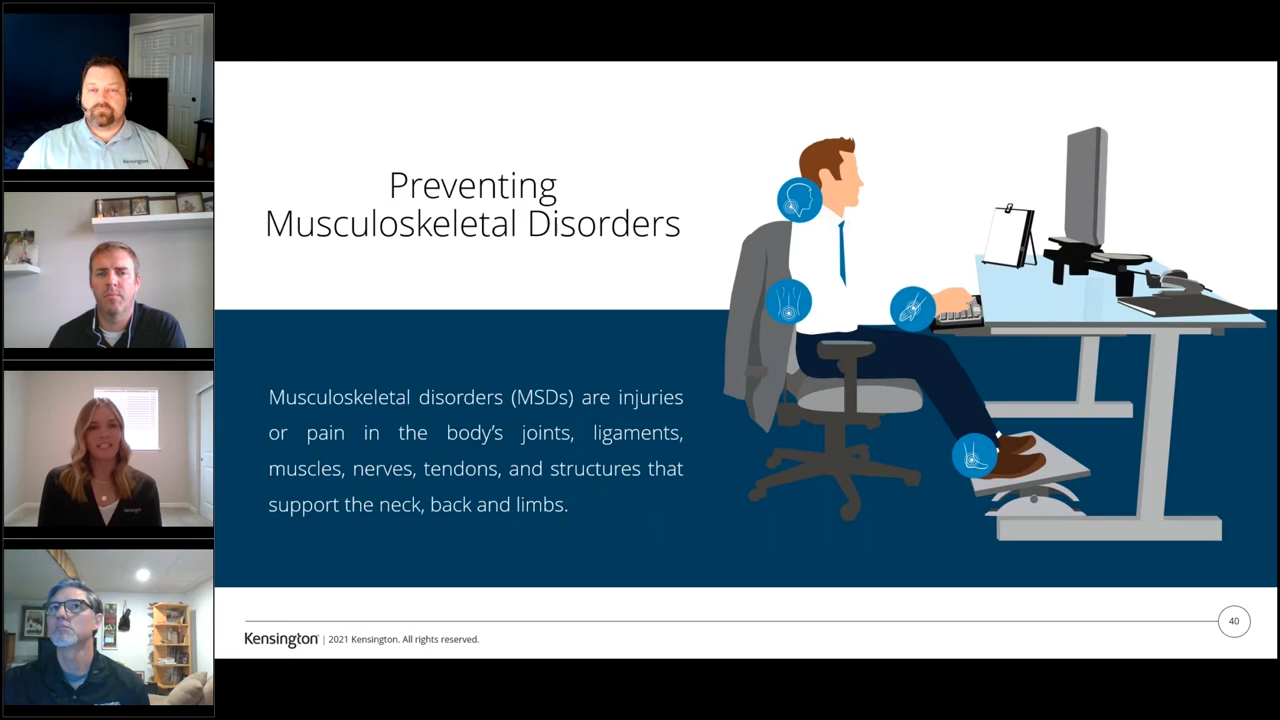 Kensington
Preventing
Musculoskeletal Disorders
Musculoskeletal disorders (MSDs) are injuries
or pain in the body’s joints, ligaments,
muscles, nerves, tendons, and structures that
support the neck, back and limbs.
Kensington | 2021 Kensington. All rights reserved.
40